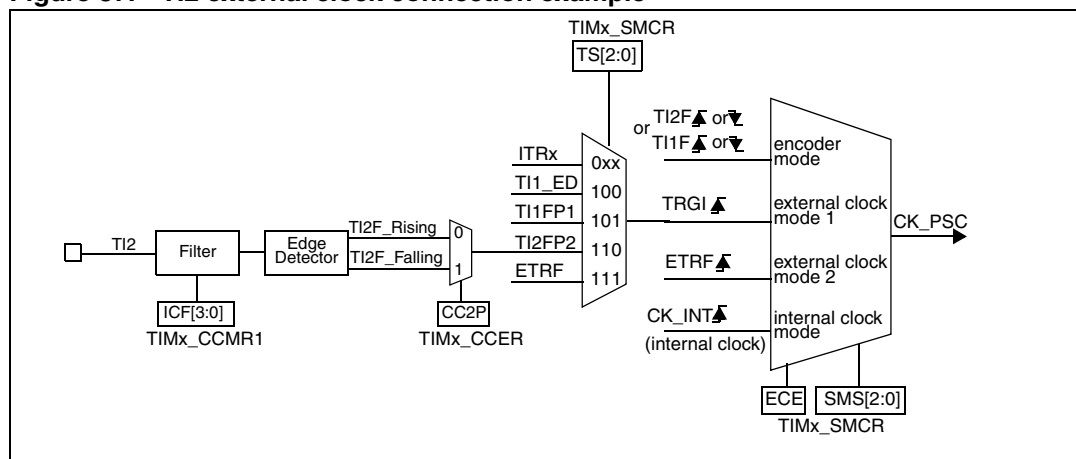 Figure TI2 external clock connection example
TIMx_SMCR
TS[2:0]
or TI2F or
TI1F or
encoder
mode
ITRx
0xx
TI1_ED
100
TI1FP1
101
TRGI
external clock
mode 1
CK_PSC
TI2
Filter
Edge
Detector
TI2F_Rising
TI2F_Falling
0
1
TI2FP2
110
ETRF
111
ETRF
external clock
mode 2
ICF[3:0]
TIMx_CCMR1
CC2P
TIMx_CCER
CK_INT
(internal clock)
internal clock
mode
ECE
SMS[2:0]
TIMx_SMCR